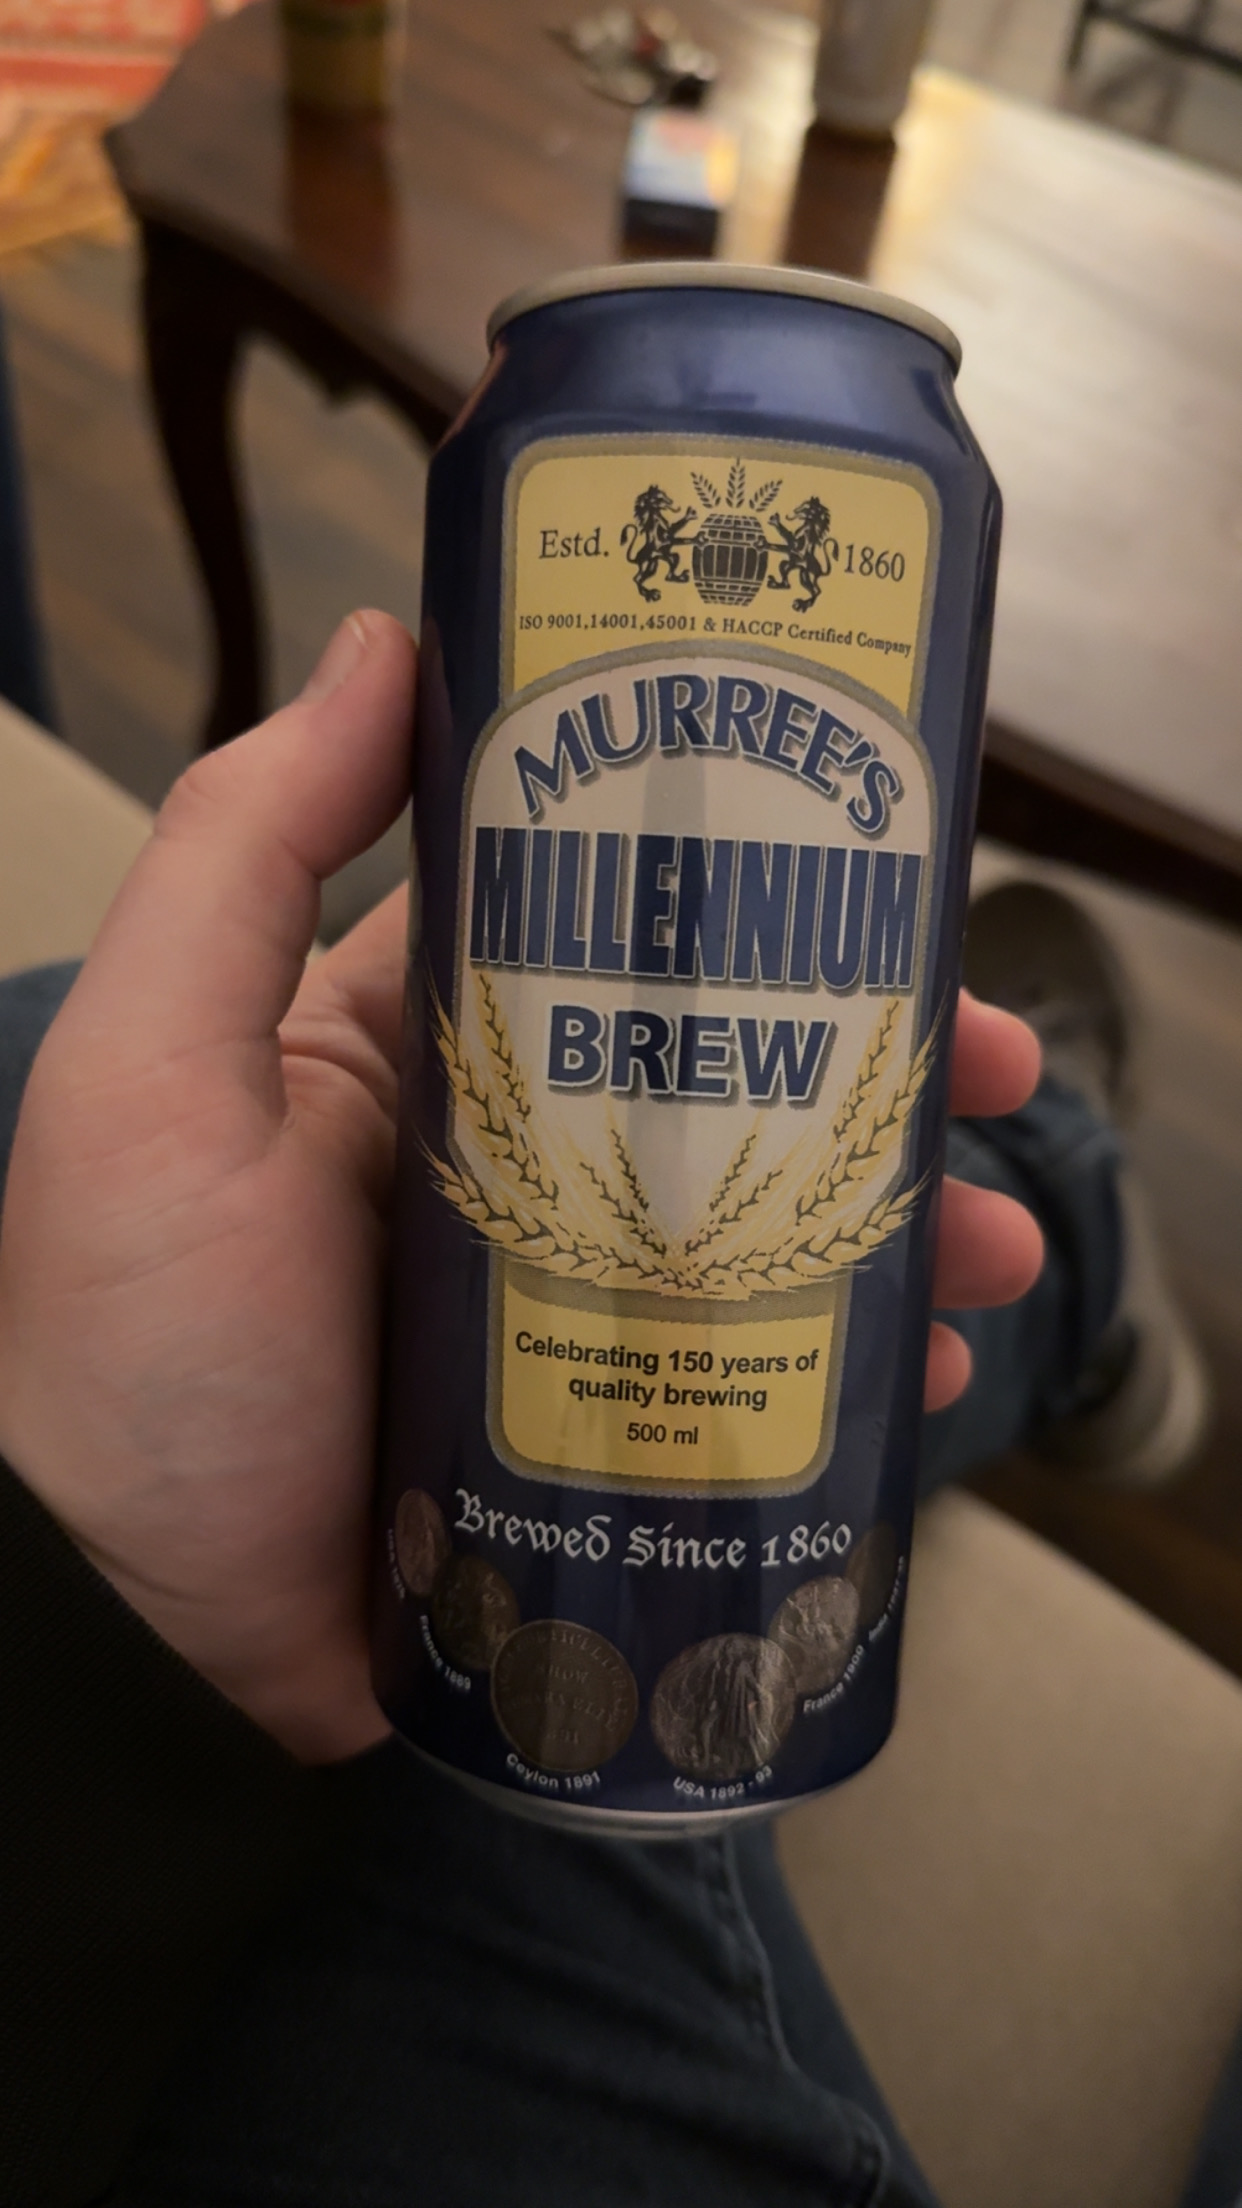 Estd. 1860
ISO 9001,14001,45001 & HACCP Certified Company
MURREE'S
MILLENNIUM
BREW
Celebrating 150 years of
quality brewing
500 ml
Brewed Since 1860
France 1889
Ceylon 1891
USA 1892 - 93
France 1900